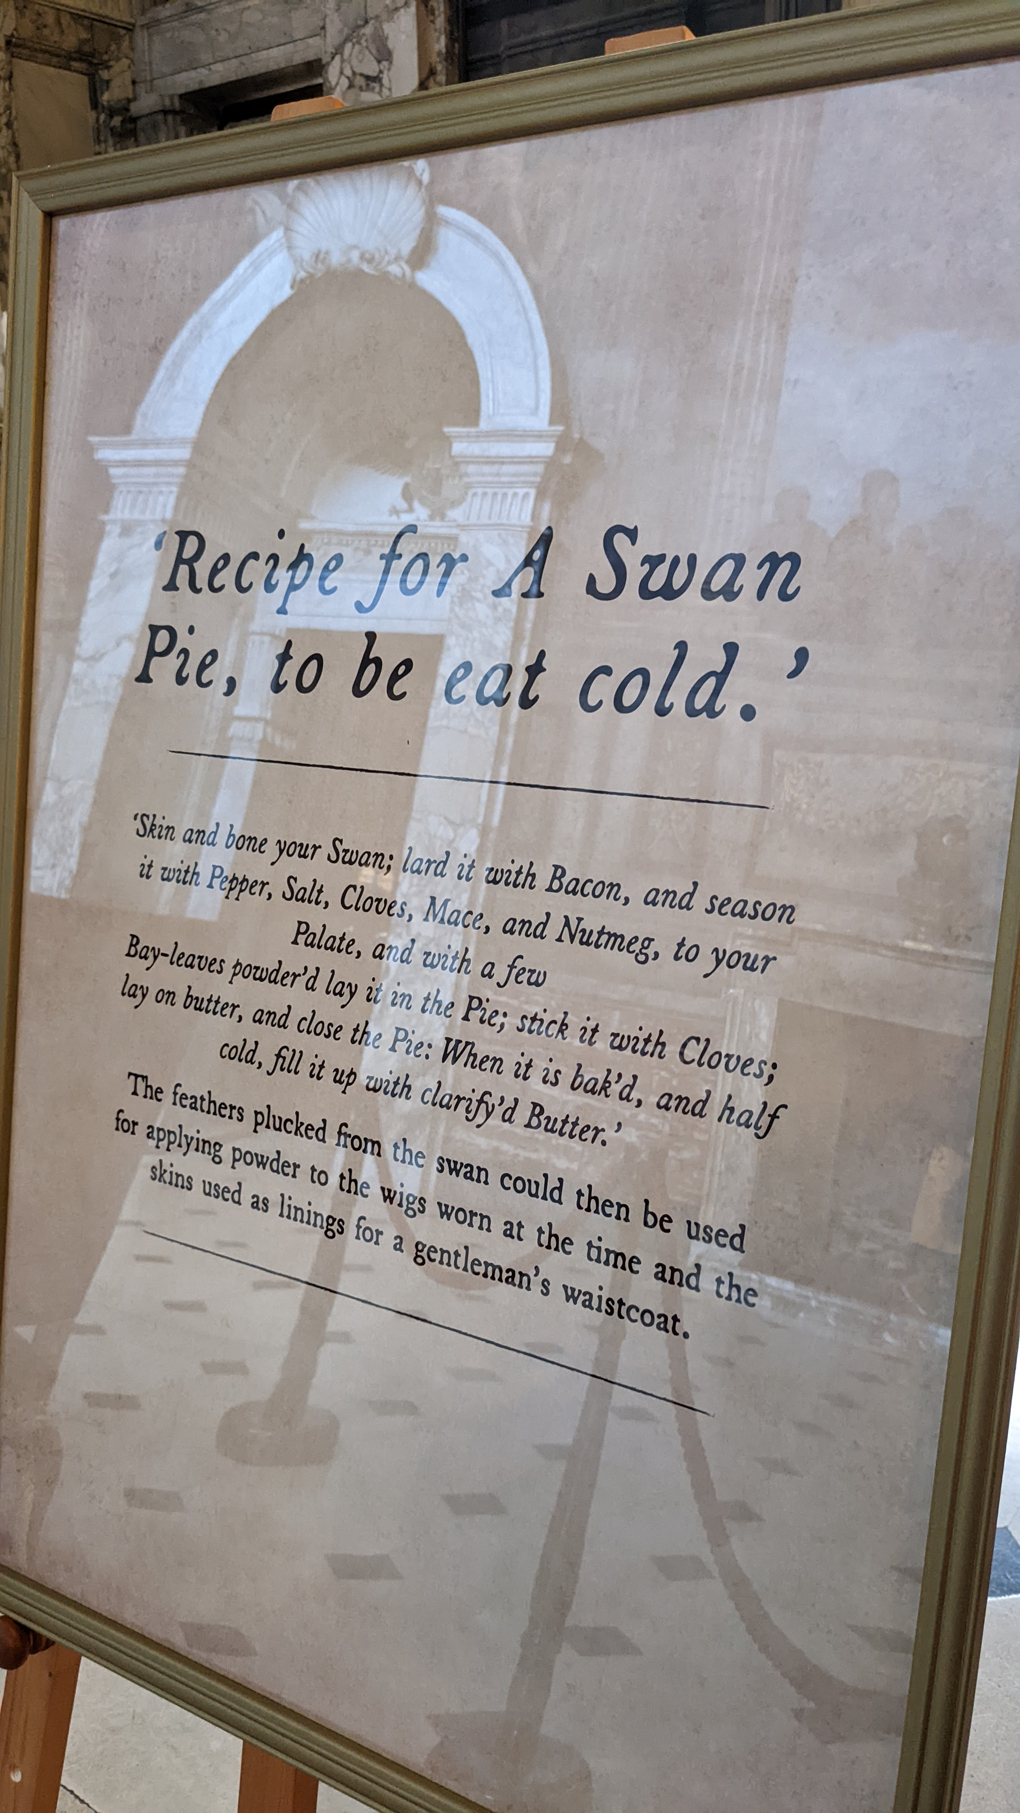 ‘Recipe for A Swan
Pie, to be eat cold.’
‘Skin and bone your Swan; lard it with Bacon, and season
it with Pepper, Salt, Cloves, Mace, and Nutmeg, to your
Palate, and with a few
Bay-leaves powder’d lay it in the Pie; stick it with Cloves;
lay on butter, and close the Pie: When it is bak’d, and half
cold, fill it up with clarify’d Butter.’
The feathers plucked from the swan could then be used
for applying powder to the wigs worn at the time and the
skins used as linings for a gentleman’s waistcoat.